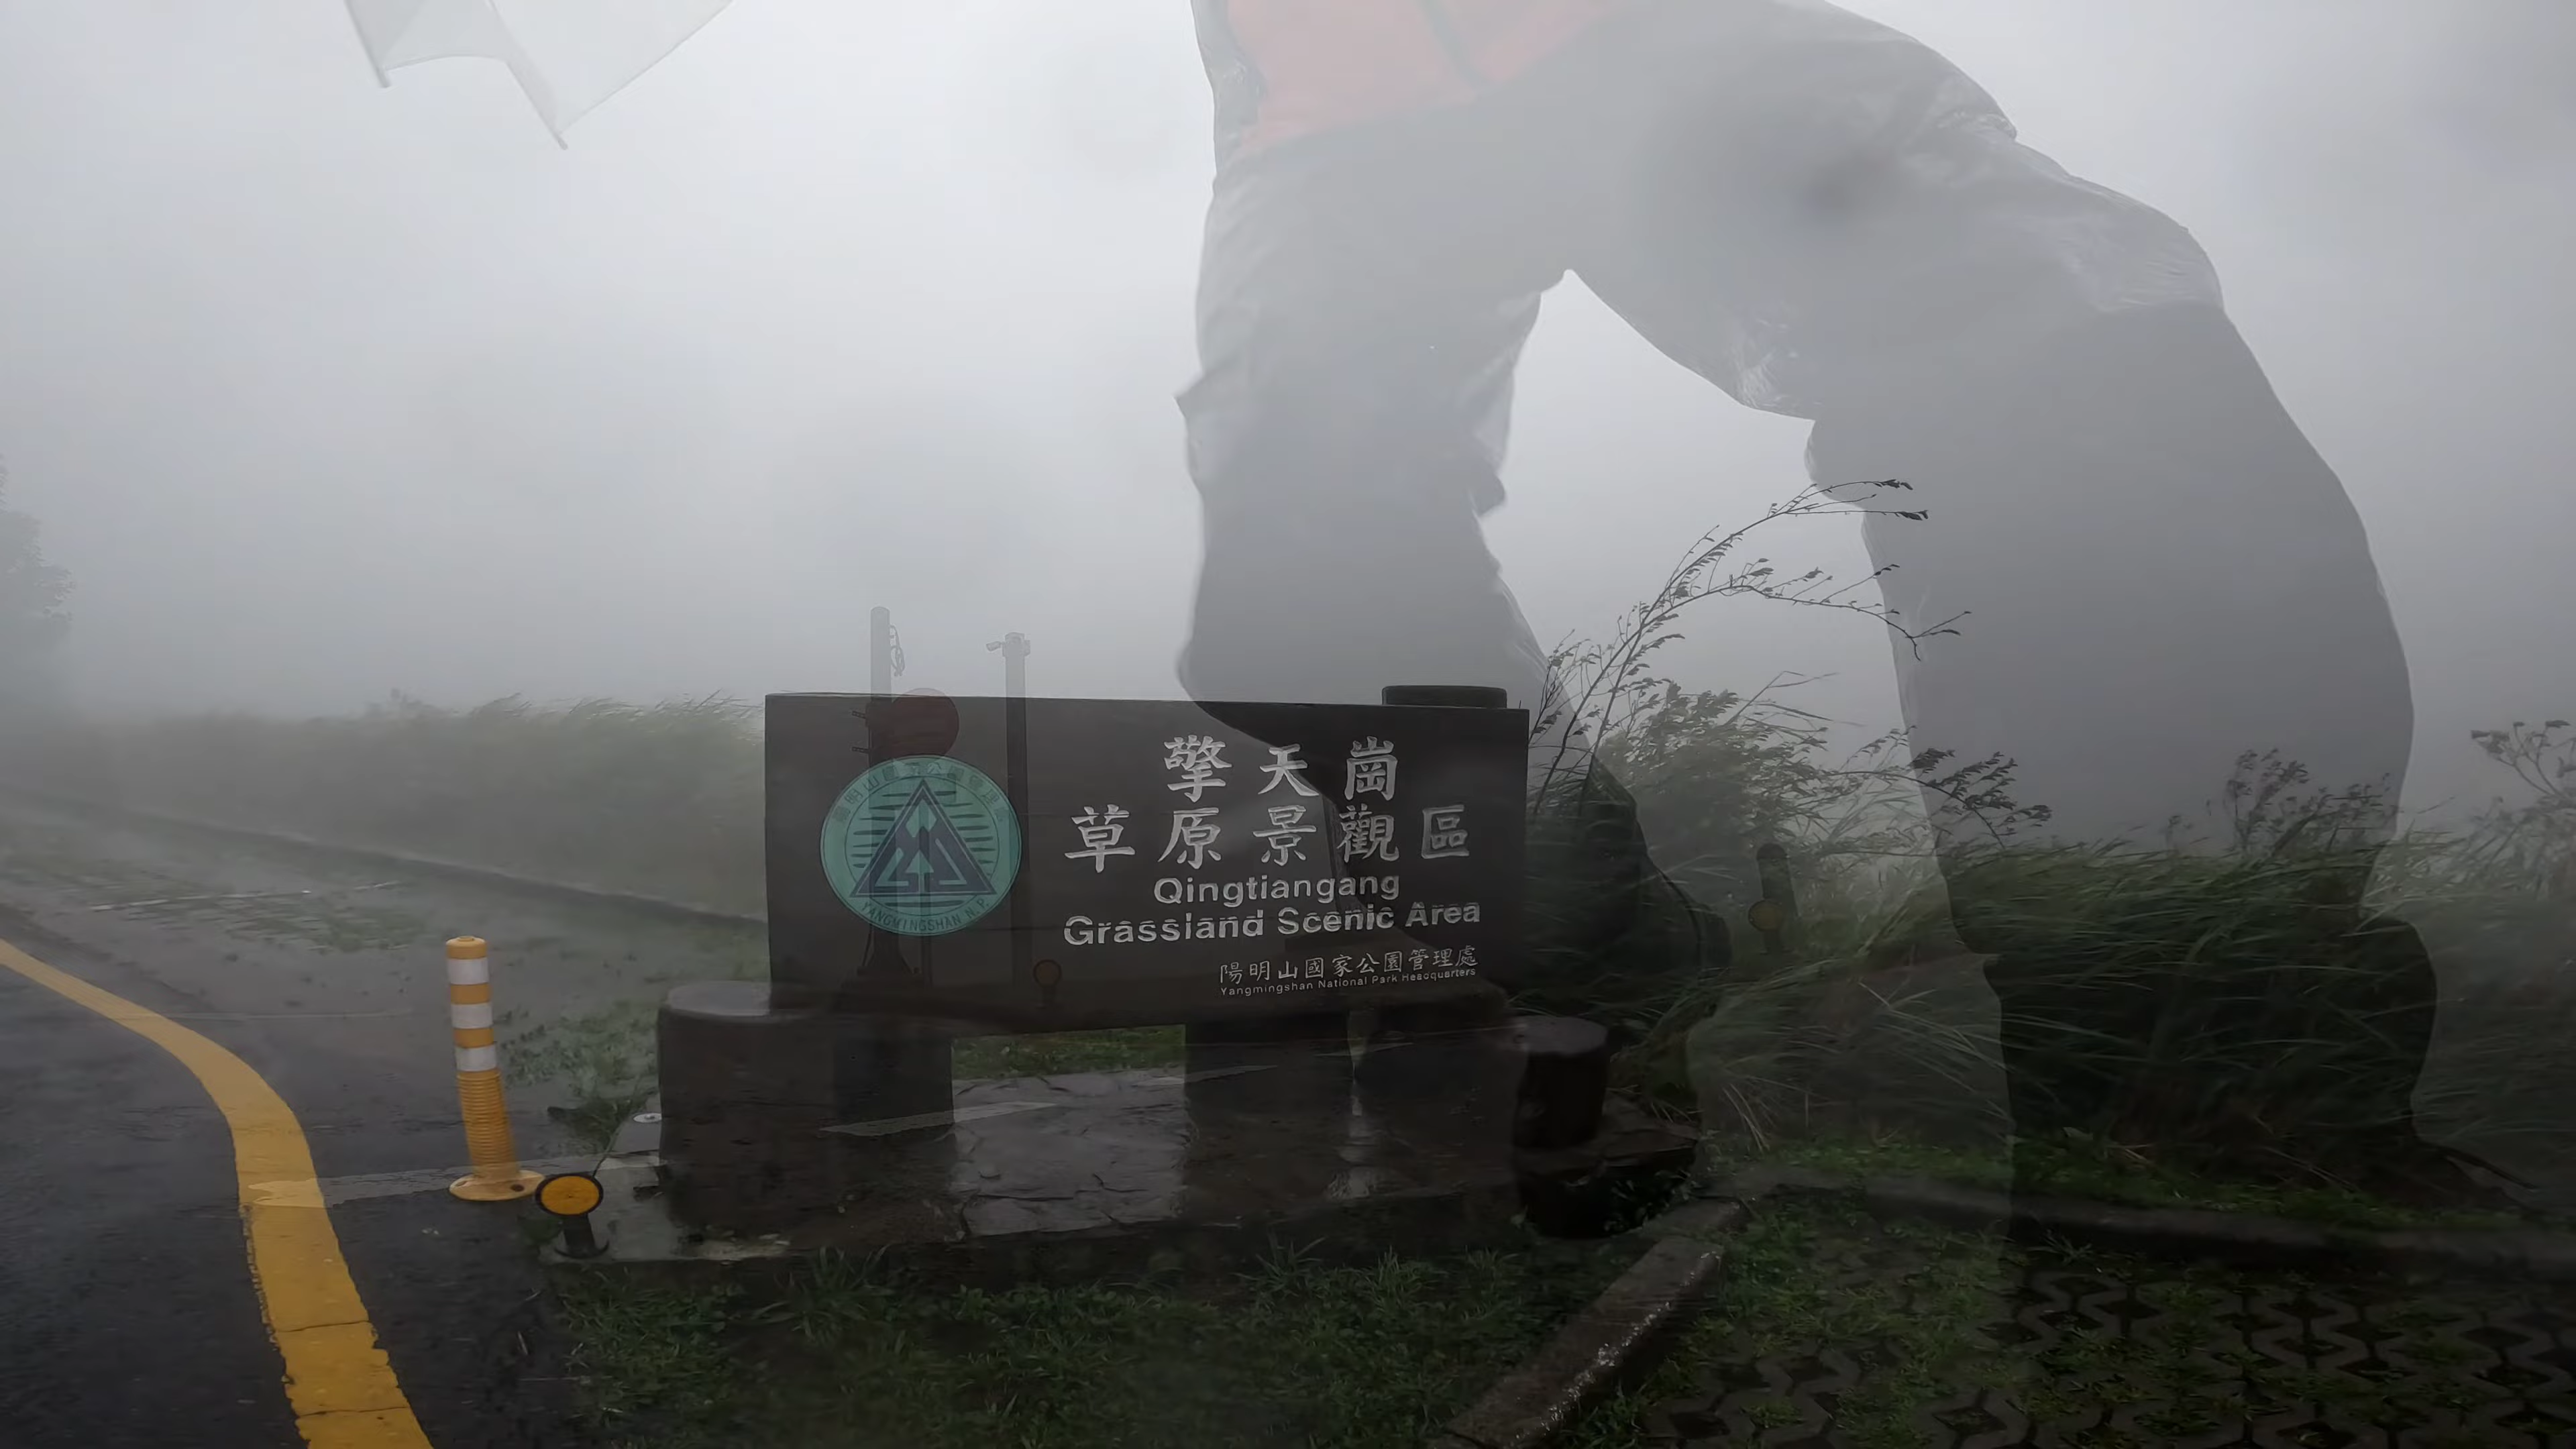 擎天崗
草原景觀區
Qingtiangang
Grassland Scenic Area
陽明山國家公園管理處
Yangmingshan National Park Headquarters
YANGMINGSHAN N.P.